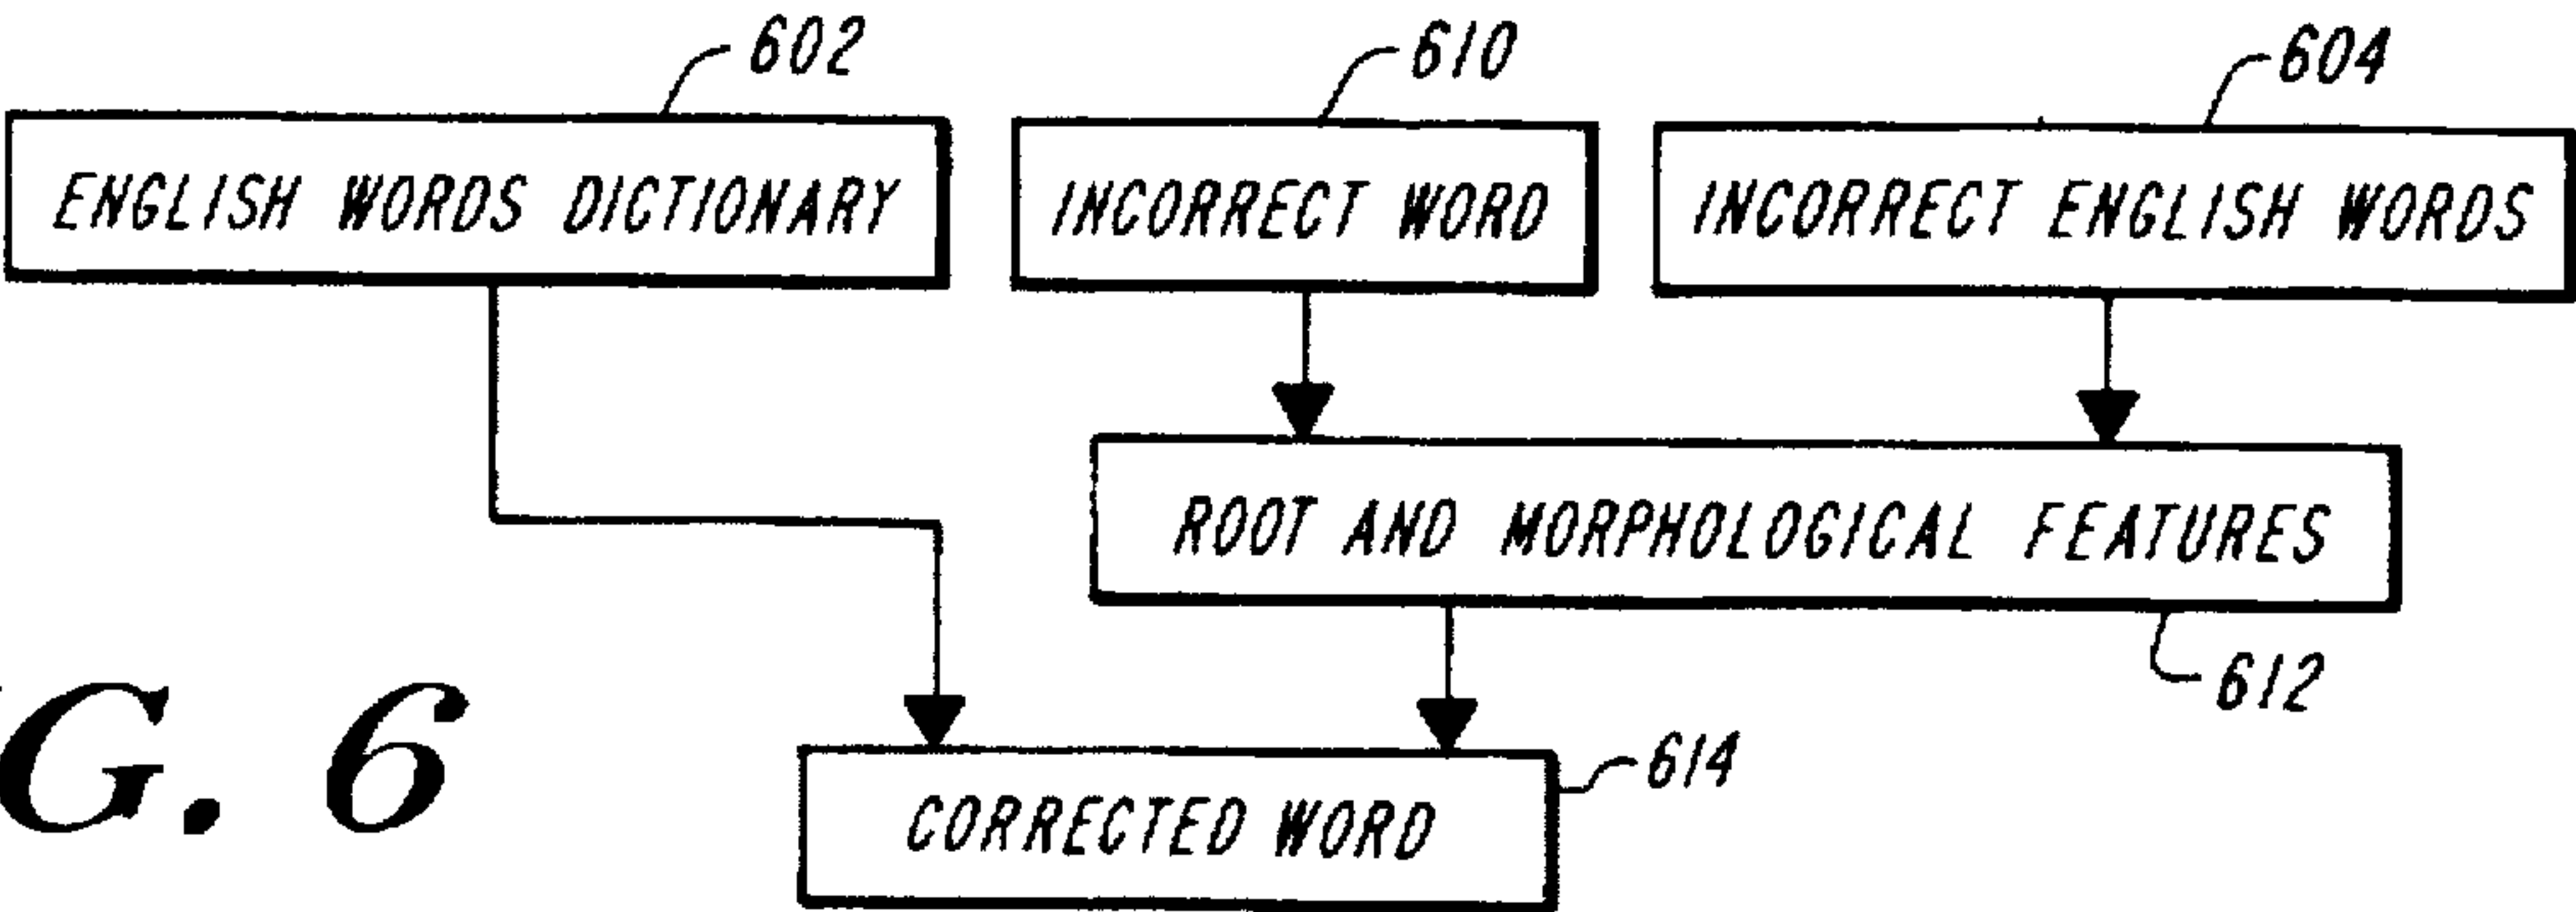 602
610
604
ENGLISH WORDS DICTIONARY
INCORRECT WORD
INCORRECT ENGLISH WORDS
ROOT AND MORPHOLOGICAL FEATURES
612
G. 6
614
CORRECTED WORD